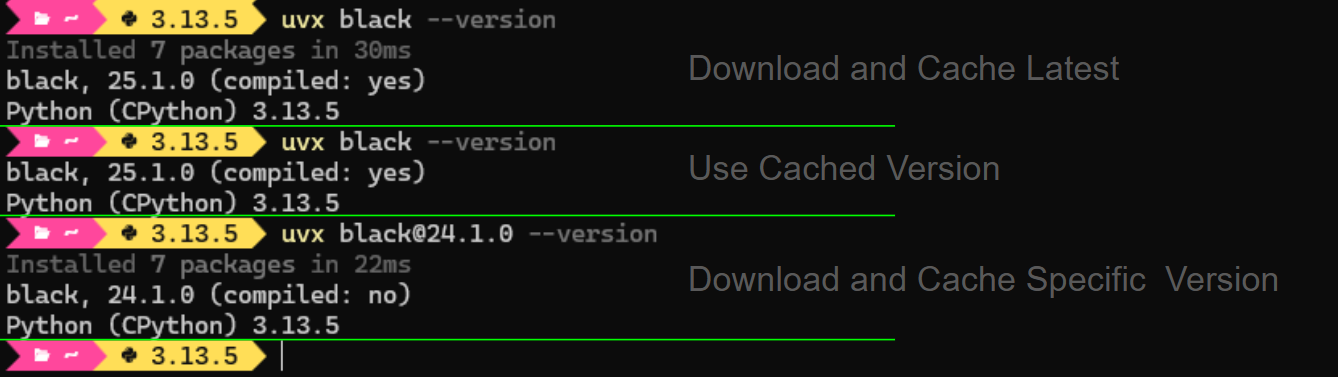 ~ 3.13.5 uvx black --version
Installed 7 packages in 30ms
black, 25.1.0 (compiled: yes)
Python (CPython) 3.13.5
Download and Cache Latest
~ 3.13.5 uvx black --version
black, 25.1.0 (compiled: yes)
Python (CPython) 3.13.5
Use Cached Version
~ 3.13.5 uvx black@24.1.0 --version
Installed 7 packages in 22ms
black, 24.1.0 (compiled: no)
Python (CPython) 3.13.5
Download and Cache Specific  Version
~ 3.13.5